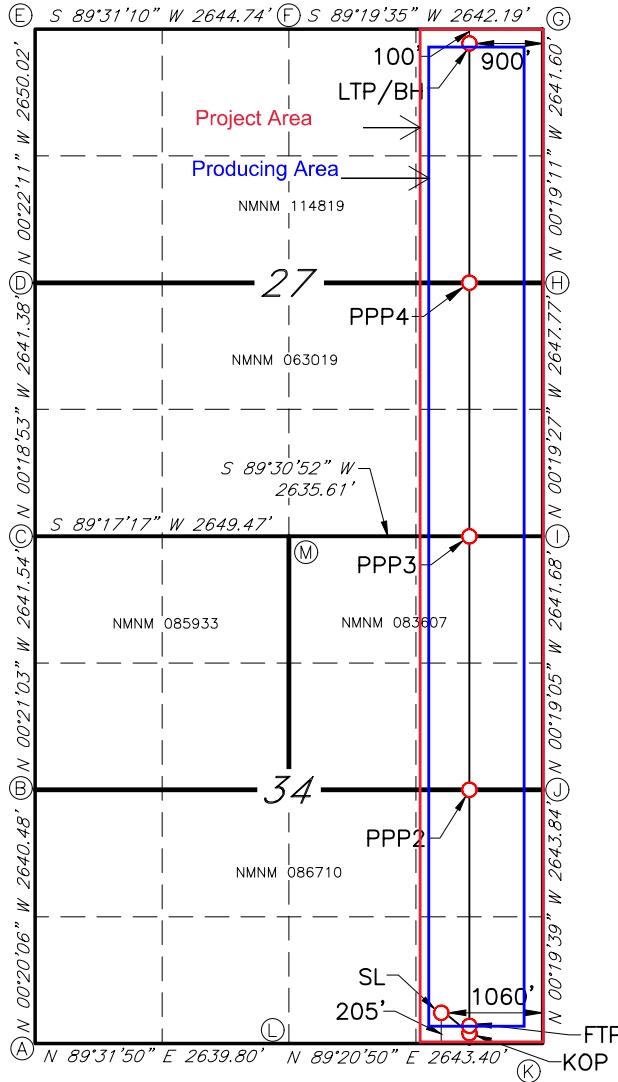 E S 89°31'10" W 2644.74' F S 89°19'35" W 2642.19' G
100'
900'
LTP/BH
Project Area
Producing Area
NMNM 114819
N 00°22'11" W 2650.02'
N 00°19'11" W 2641.60'
D 27 H
PPP4
NMNM 063019
N 00°18'53" W 2641.38'
N 00°19'27" W 2647.77'
S 89°30'52" W
2635.61'
C S 89°17'17" W 2649.47' I
M
PPP3
NMNM 085933
NMNM 083607
N 00°21'03" W 2641.54'
N 00°19'05" W 2641.68'
B 34 J
PPP2
NMNM 086710
N 00°20'06" W 2640.48'
N 00°19'39" W 2643.84'
SL
1060'
205'
FTP
KOP
A L K
N 89°31'50" E 2639.80' N 89°20'50" E 2643.40'